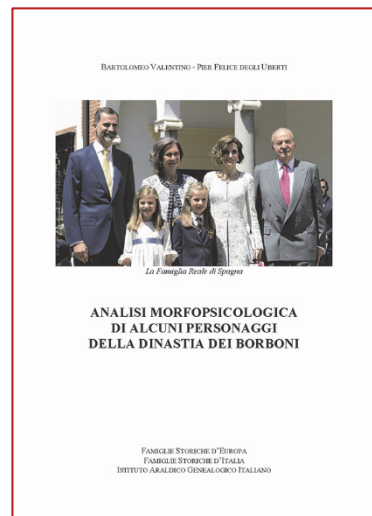 BARTOLOMEO VALENTINO - PIER FELICE DEGLI UBERTI
La Famiglia Reale di Spagna
ANALISI MORFOPSICOLOGICA
DI ALCUNI PERSONAGGI
DELLA DINASTIA DEI BORBONI
FAMIGLIE STORICHE D'EUROPA
FAMIGLIE STORICHE D'ITALIA
ISTITUTO ARALDICO GENEALOGICO ITALIANO